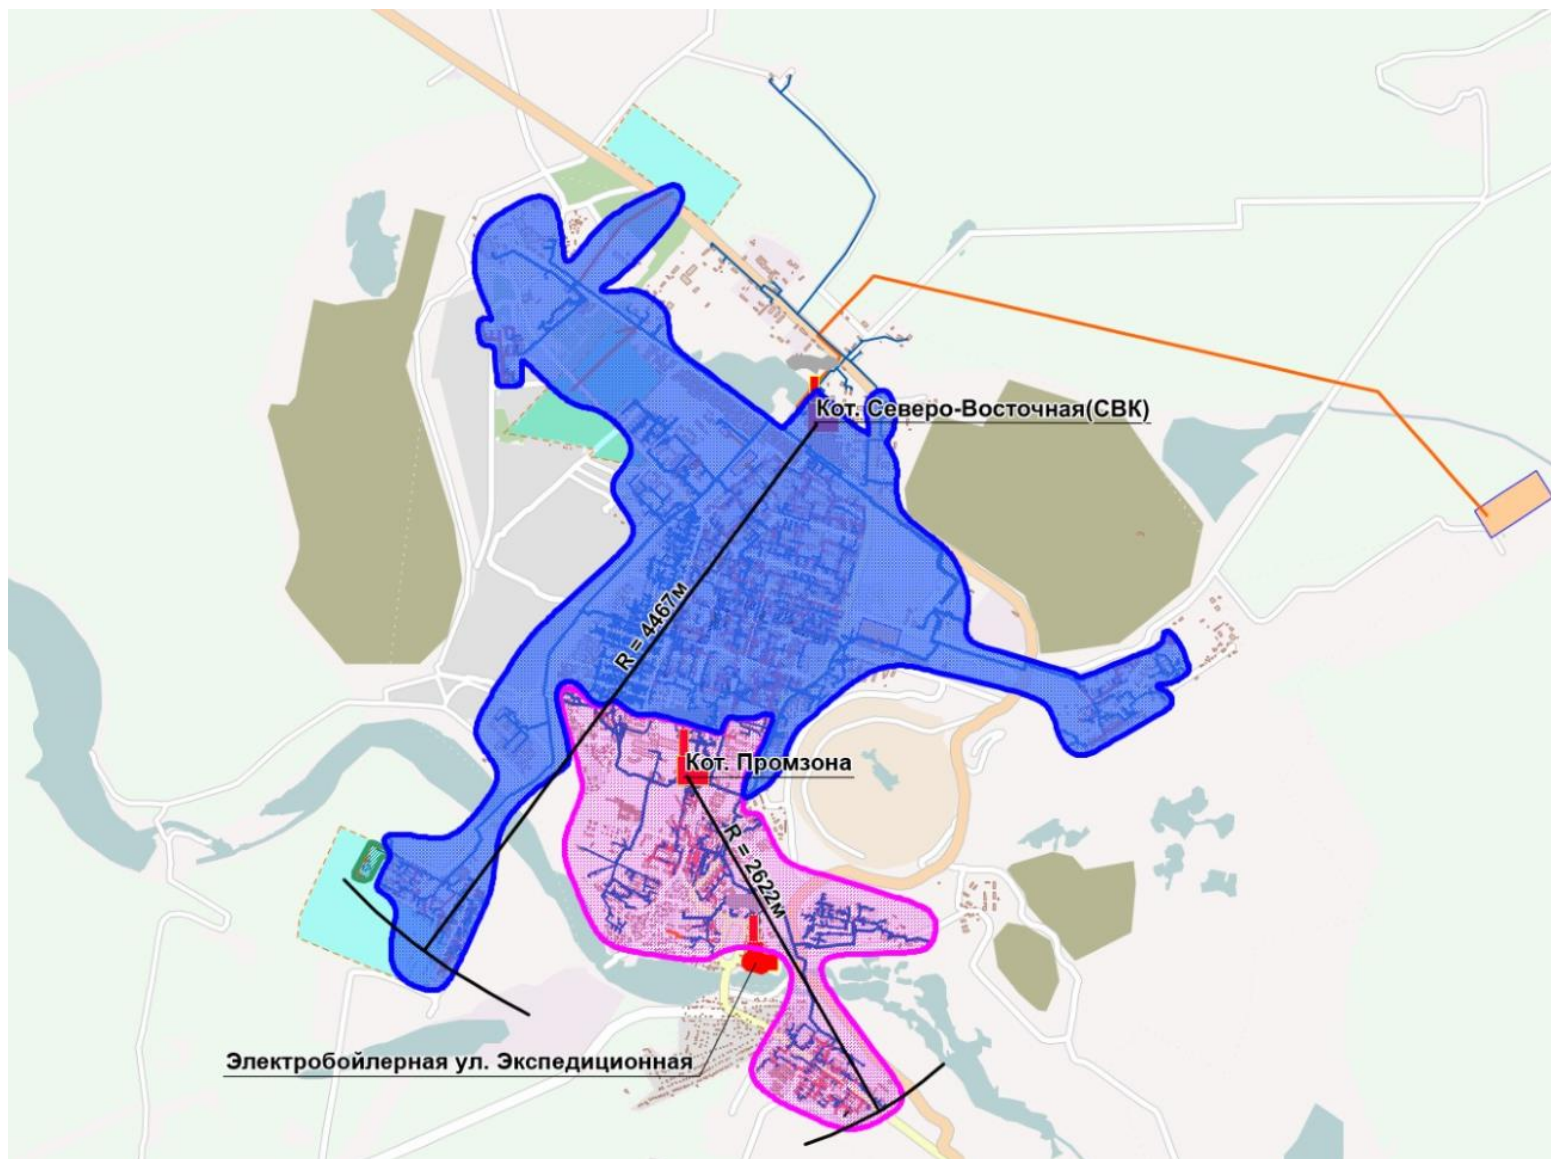 Кот. Северо-Восточная(СВК)
R = 4467м
Кот. Промзона
R = 2622м
Электробойлерная ул. Экспедиционная